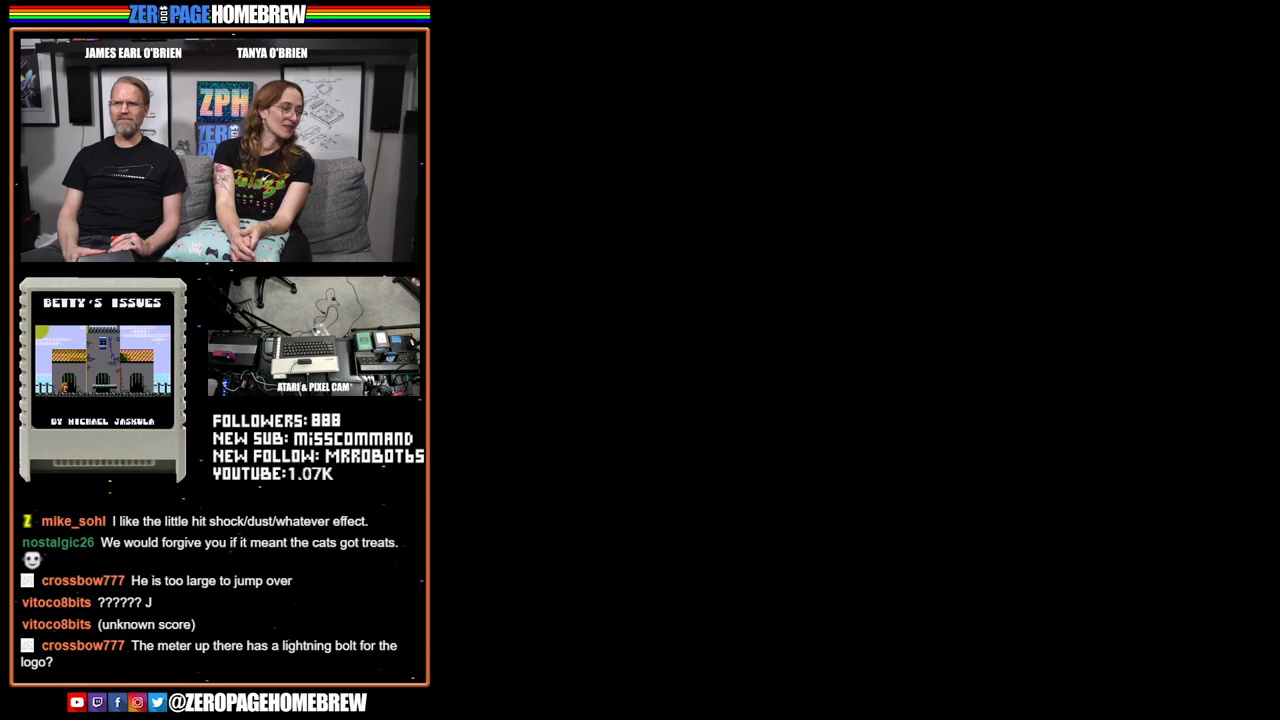 ZEROPAGE HOMEBREW
JAMES EARL O'BRIEN
TANYA O'BRIEN
ZPH
BETTY'S ISSUES
BY MICHAEL JASKULA
ATARI & PIXEL CAM
FOLLOWERS: 888
NEW SUB: MISSCOMMAND
NEW FOLLOW: MRROBOT65
YOUTUBE:1.07K
mike_sohl I like the little hit shock/dust/whatever effect.
nostalgic26 We would forgive you if it meant the cats got treats.
crossbow777 He is too large to jump over
vitoco8bits ?????? J
vitoco8bits (unknown score)
crossbow777 The meter up there has a lightning bolt for the
logo?
@ZEROPAGEHOMEBREW